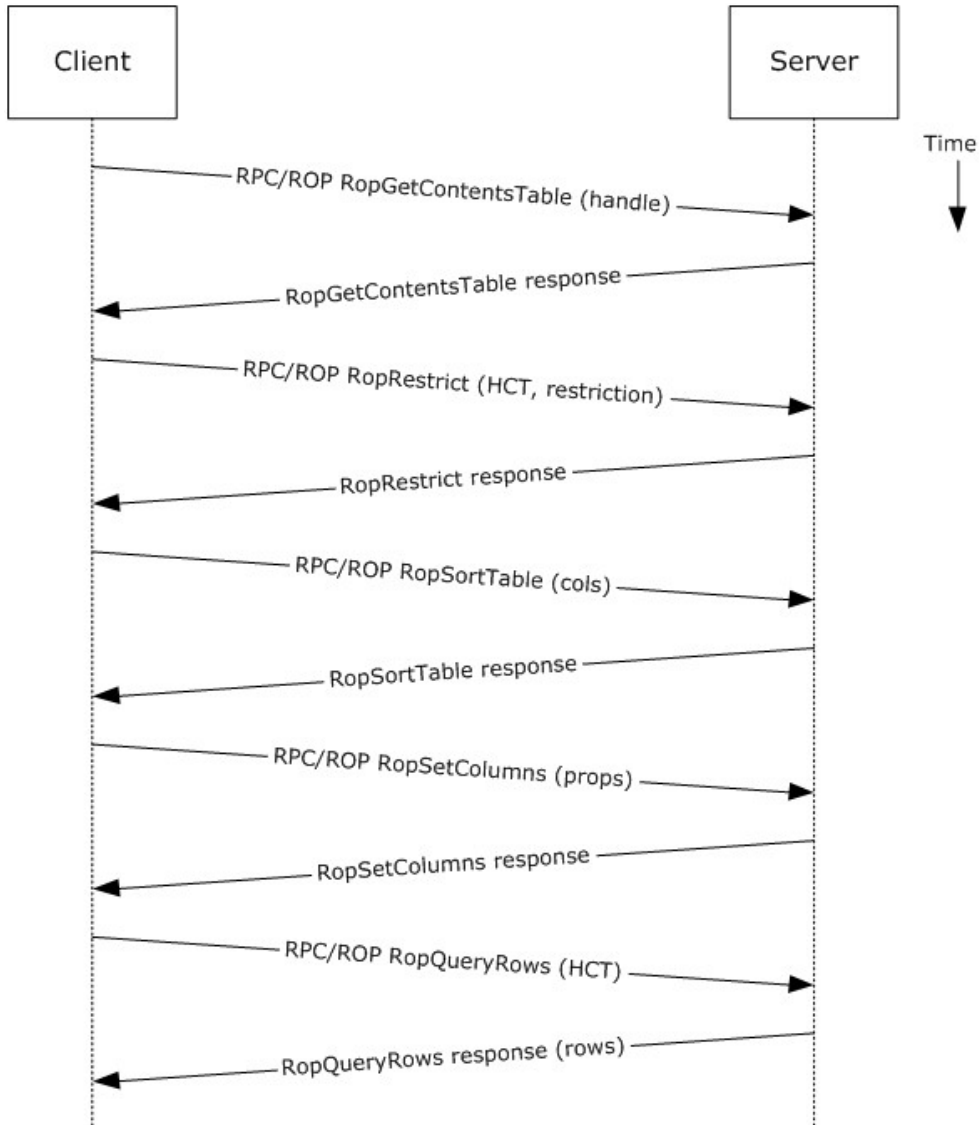 Client
Server
Time
RPC/ROP RopGetContentsTable (handle)
RopGetContentsTable response
RPC/ROP RopRestrict (HCT, restriction)
RopRestrict response
RPC/ROP RopSortTable (cols)
RopSortTable response
RPC/ROP RopSetColumns (props)
RopSetColumns response
RPC/ROP RopQueryRows (HCT)
RopQueryRows response (rows)